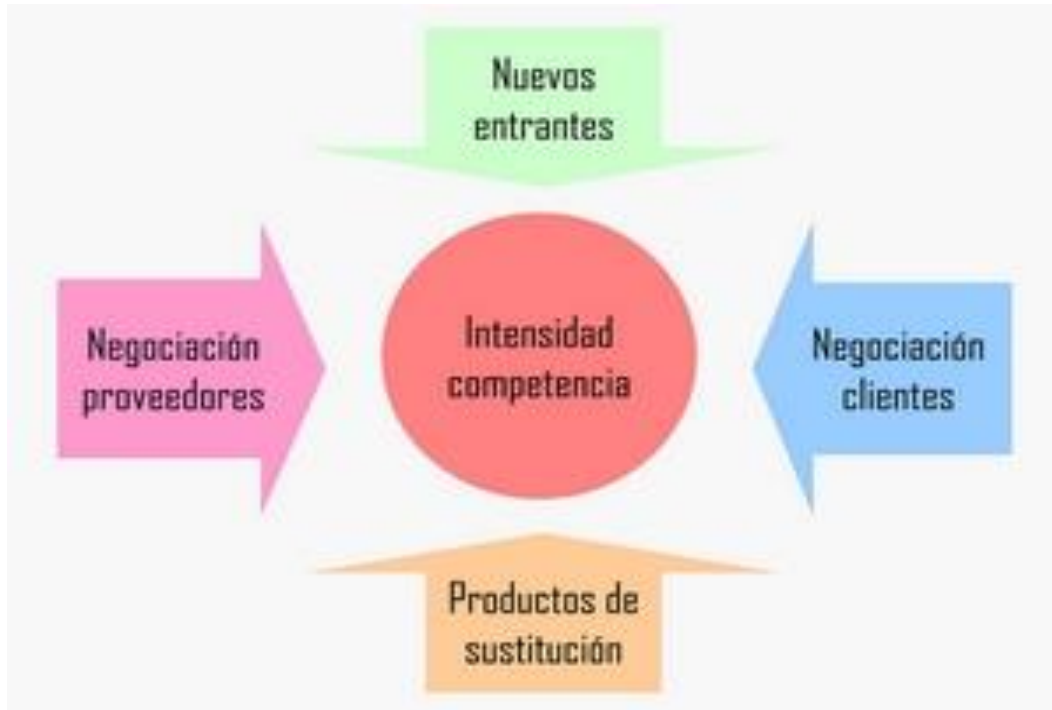 Nuevos
entrantes
Negociación
proveedores
Intensidad
competencia
Negociación
clientes
Productos de
sustitución